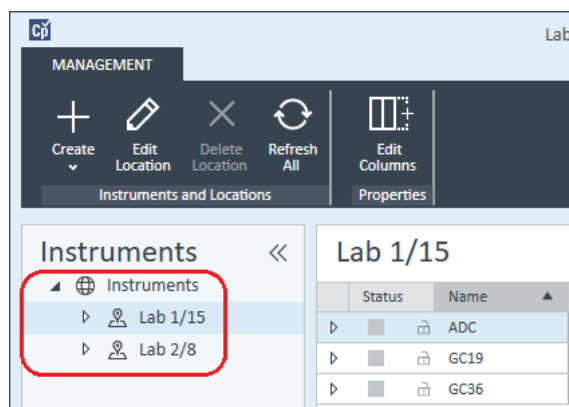 Cp
Lab
MANAGEMENT
Create
Edit
Location
Delete
Location
Refresh
All
Edit
Columns
Instruments and Locations
Properties
Instruments
Instruments
Lab 1/15
Lab 2/8
Lab 1/15
Status
Name
ADC
GC19
GC36